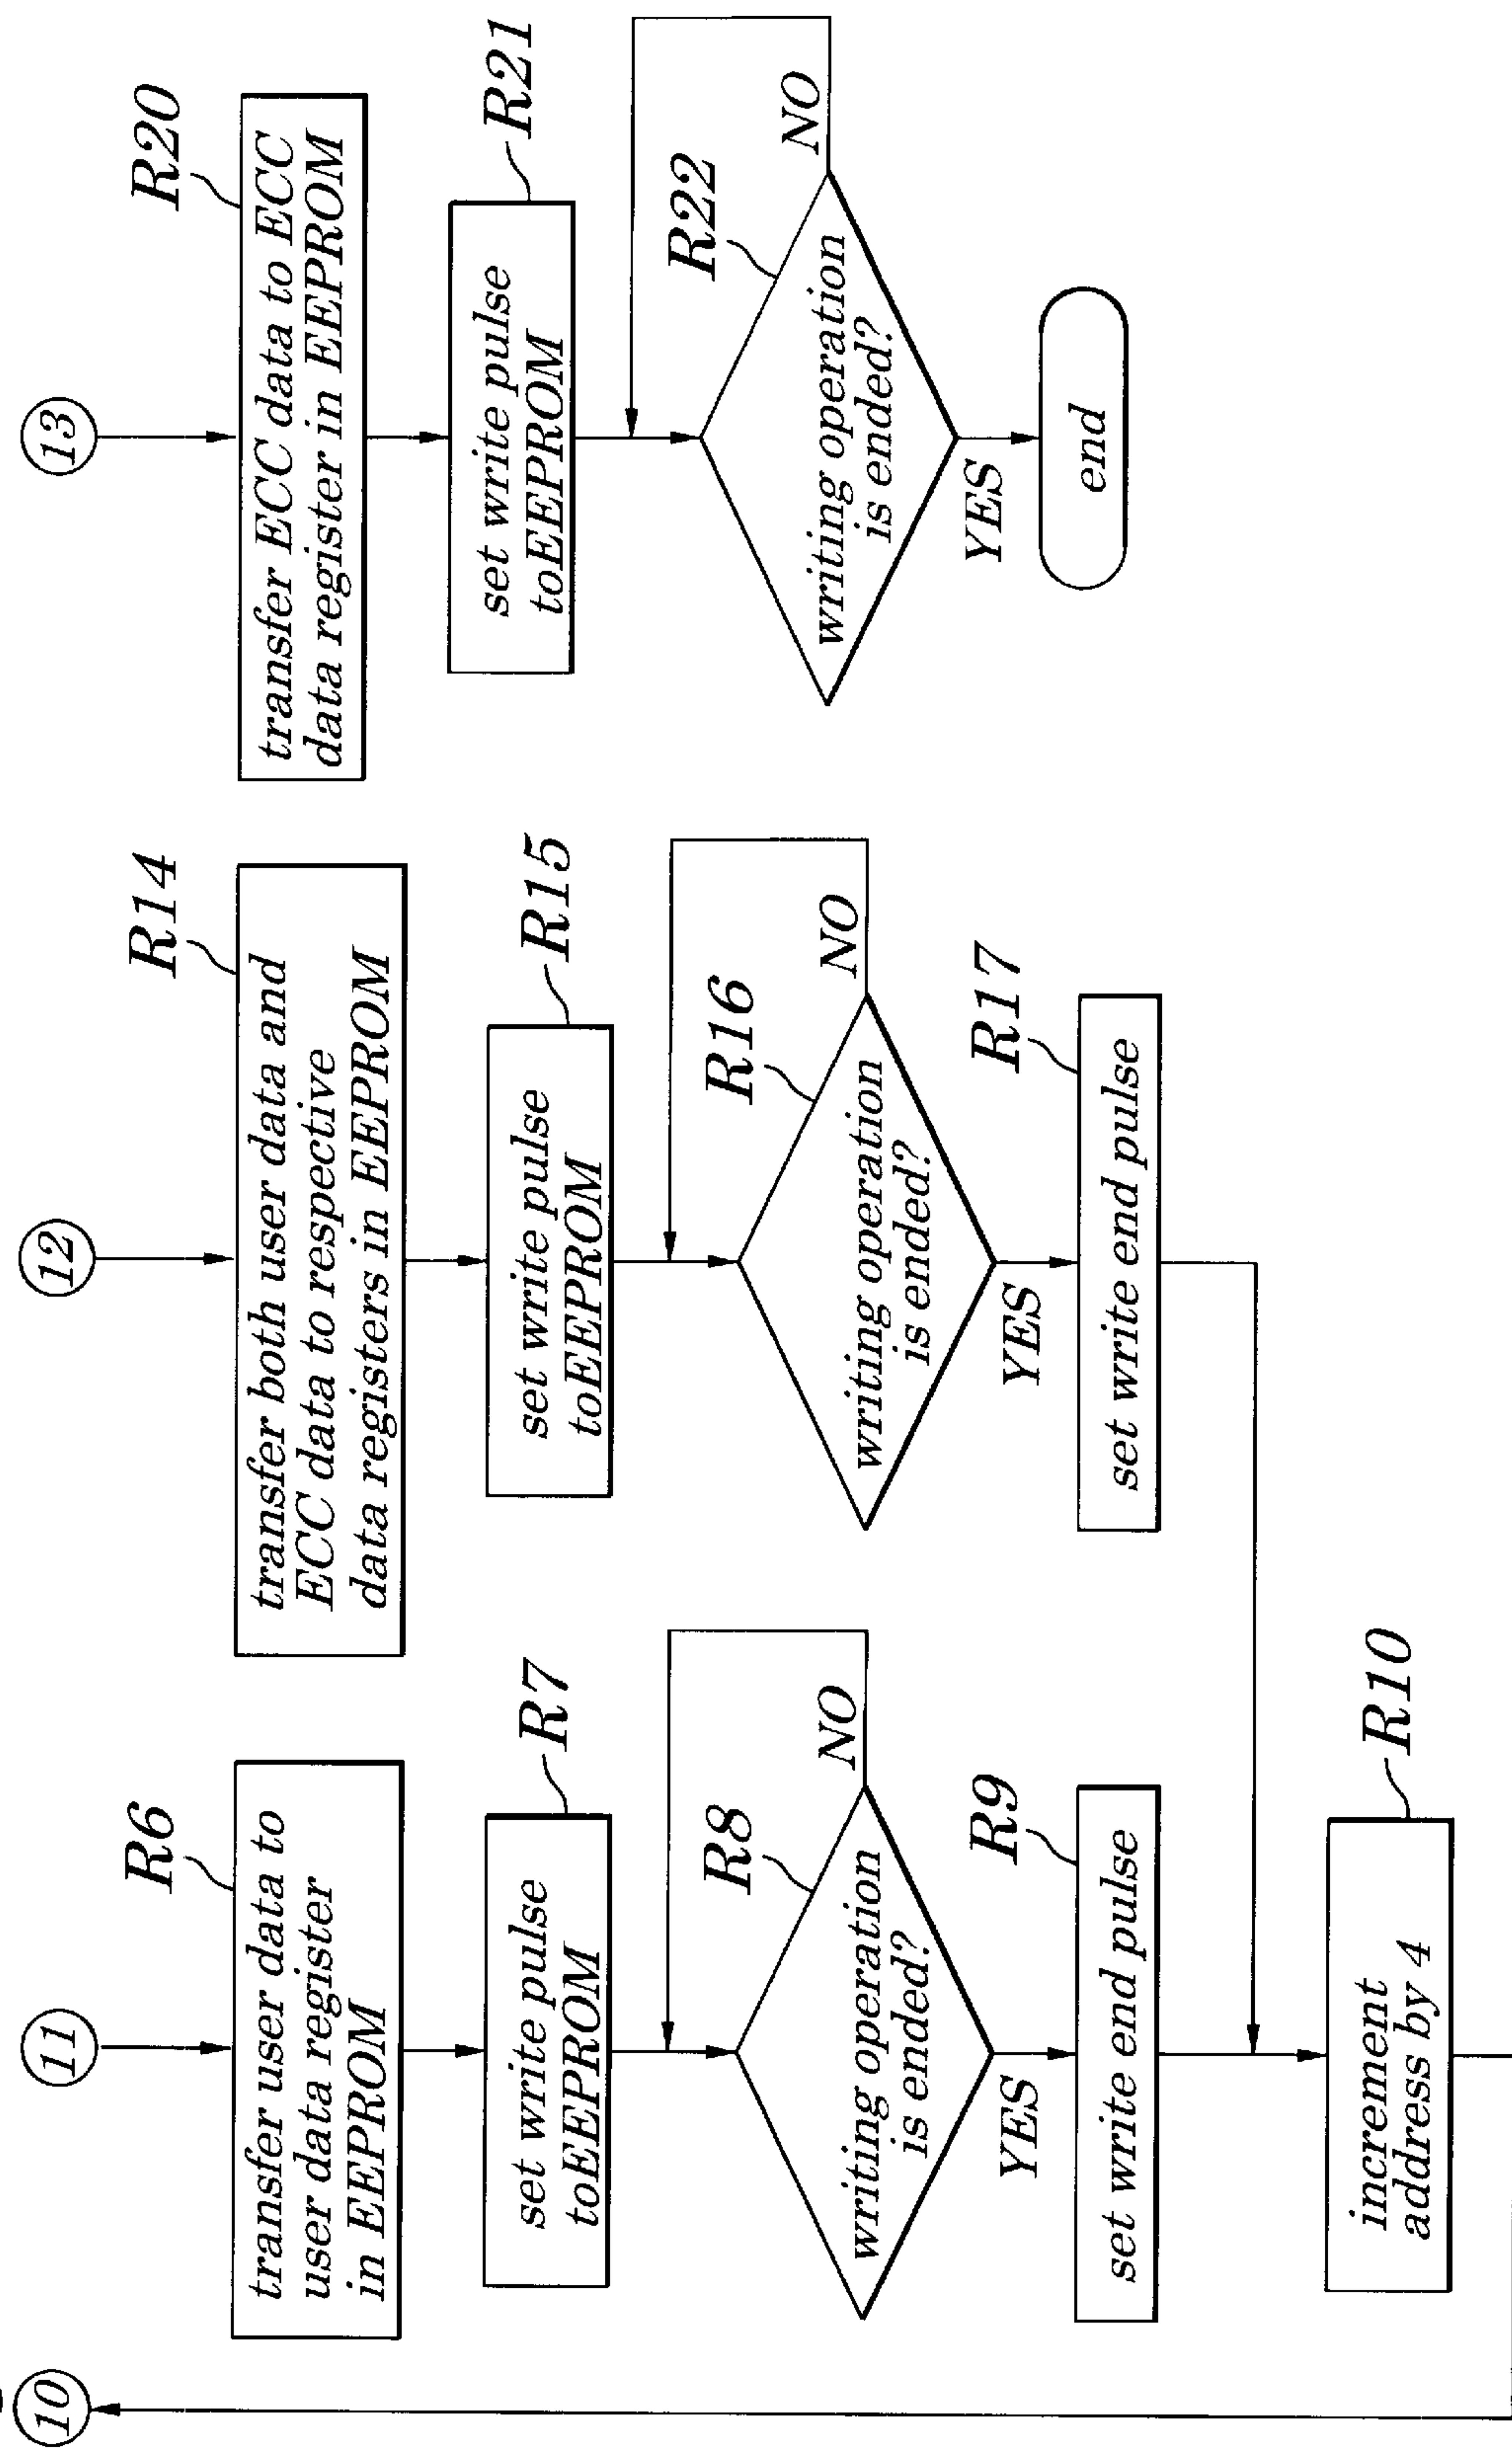 10
11
R6
transfer user data to
user data register
in EEPROM
R7
set write pulse
toEEPROM
R8
writing operation
is ended?
NO
YES
R9
set write end pulse
R10
increment
address by 4
12
R14
transfer both user data and
ECC data to respective
data registers in EEPROM
R15
set write pulse
toEEPROM
R16
writing operation
is ended?
NO
YES
R17
set write end pulse
13
R20
transfer ECC data to ECC
data register in EEPROM
R21
set write pulse
toEEPROM
R22
writing operation
is ended?
NO
YES
end